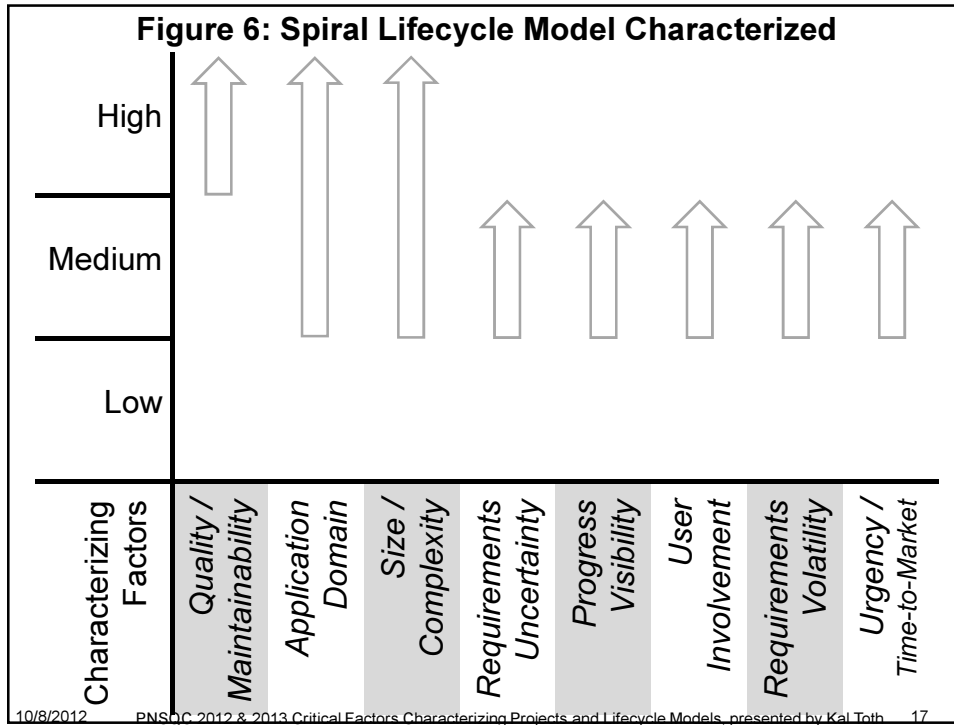 Figure 6: Spiral Lifecycle Model Characterized
High
Medium
Low
Characterizing
Factors
Quality /
Maintainability
Application
Domain
Size /
Complexity
Requirements
Uncertainty
Progress
Visibility
User
Involvement
Requirements
Volatility
Urgency /
Time-to-Market
10/8/2012 PNSQC 2012 & 2013 Critical Factors Characterizing Projects and Lifecycle Models, presented by Kal Toth 17